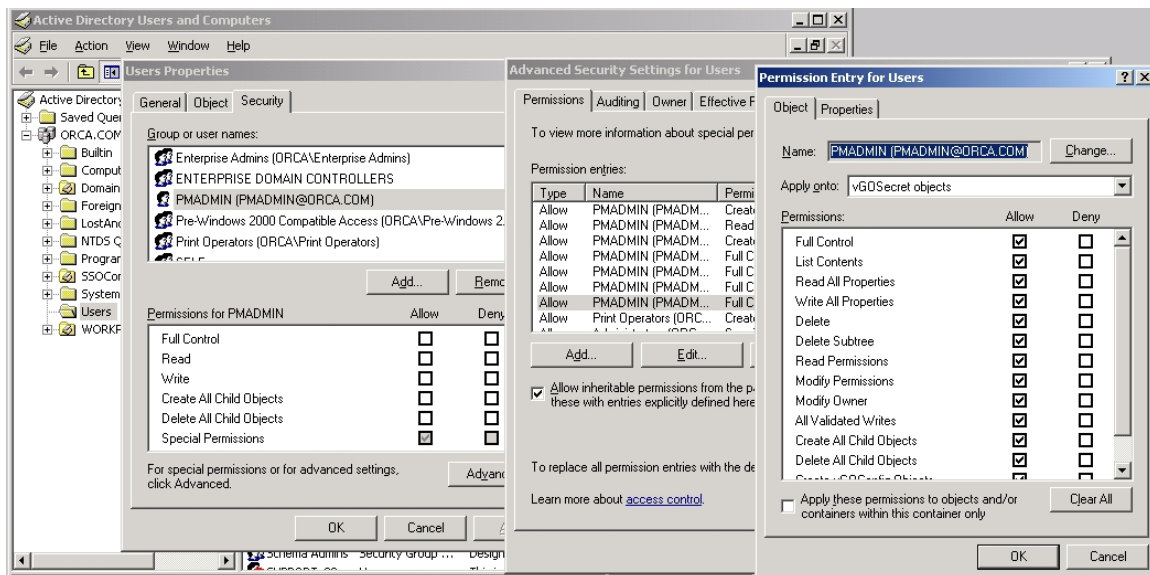 Active Directory Users and Computers
File Action View Window Help
Active Directory
Saved Quer
ORCA.COM
Builtin
Comput
Domain
Foreign
LostAnd
NTDS Q
Program
SSOCor
System
Users
WORKF
Schema Admins Security Group ... Design
Users Properties
General Object Security
Group or user names:
Enterprise Admins (ORCA\Enterprise Admins)
ENTERPRISE DOMAIN CONTROLLERS
PMADMIN (PMADMIN@ORCA.COM)
Pre-Windows 2000 Compatible Access (ORCA\Pre-Windows 2.
Print Operators (ORCA\Print Operators)
SELF
Add... Remo
Permissions for PMADMIN Allow Deny
Full Control
Read
Write
Create All Child Objects
Delete All Child Objects
Special Permissions
For special permissions or for advanced settings,
click Advanced.
Advand
OK Cancel
Advanced Security Settings for Users
Permissions Auditing Owner Effective P
To view more information about special per
Permission entries:
Type Name Permi
Allow PMADMIN (PMADM... Create
Allow PMADMIN (PMADM... Read
Allow PMADMIN (PMADM... Create
Allow PMADMIN (PMADM... Full C
Allow PMADMIN (PMADM... Full C
Allow PMADMIN (PMADM... Full C
Allow PMADMIN (PMADM... Full C
Allow Print Operators (ORC... Create
Add... Edit...
Allow inheritable permissions from the pa
these with entries explicitly defined here
To replace all permission entries with the de
Learn more about access control.
Permission Entry for Users
Object Properties
Name: PMADMIN (PMADMIN@ORCA.COM) Change...
Apply onto: vGOSecret objects
Permissions: Allow Deny
Full Control
List Contents
Read All Properties
Write All Properties
Delete
Delete Subtree
Read Permissions
Modify Permissions
Modify Owner
All Validated Writes
Create All Child Objects
Delete All Child Objects
Create vGOConfig Objects
Apply these permissions to objects and/or
containers within this container only
Clear All
OK Cancel